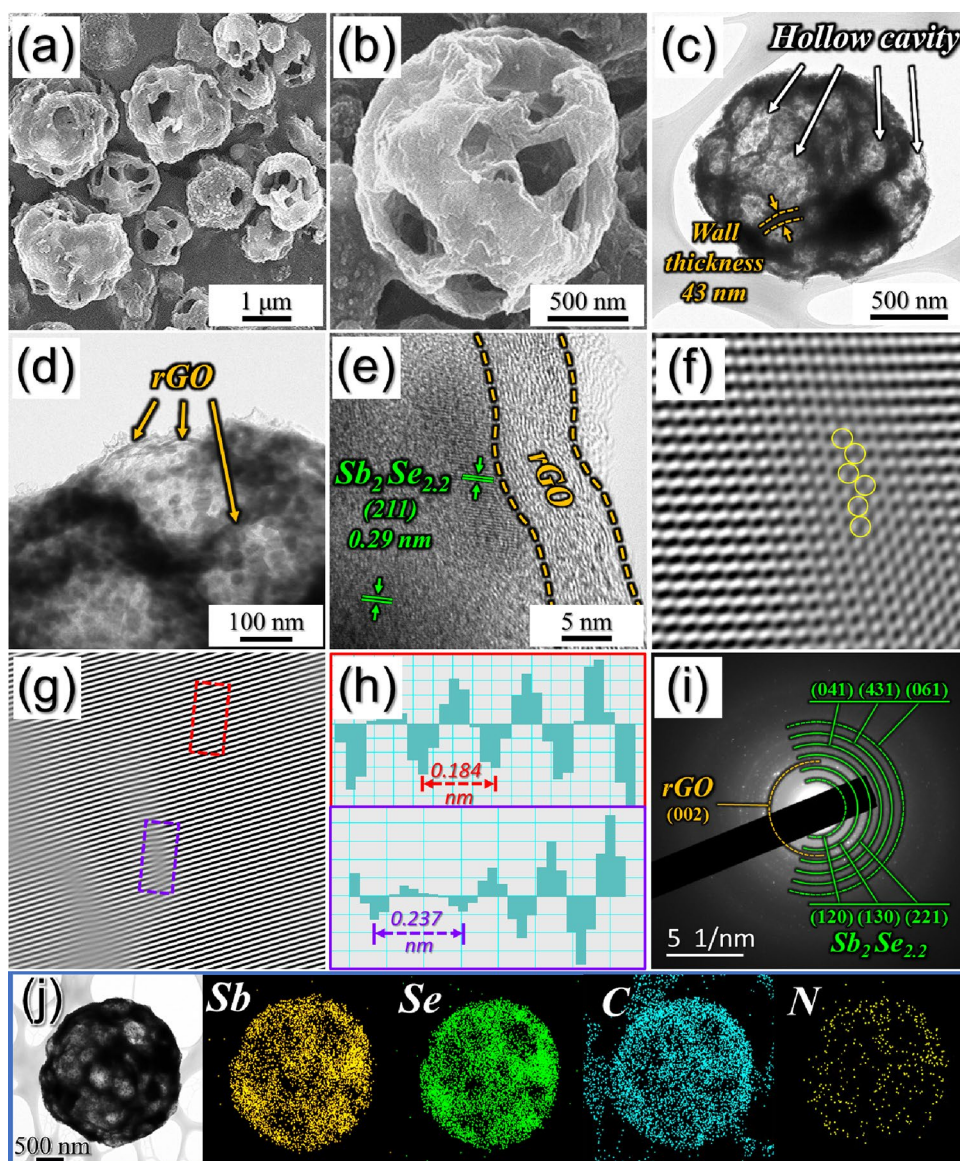 (a)
1 μm
(b)
500 nm
(c)
Hollow cavity
Wall
thickness
43 nm
500 nm
(d)
rGO
100 nm
(e)
Sb₂Se₂.₂
(211)
0.29 nm
rGO
5 nm
(f)
(g)
(h)
0.184
nm
0.237
nm
(i)
(041) (431) (061)
rGO
(002)
(120) (130) (221)
Sb₂Se₂.₂
5 1/nm
(j)
500 nm
Sb
Se
C
N